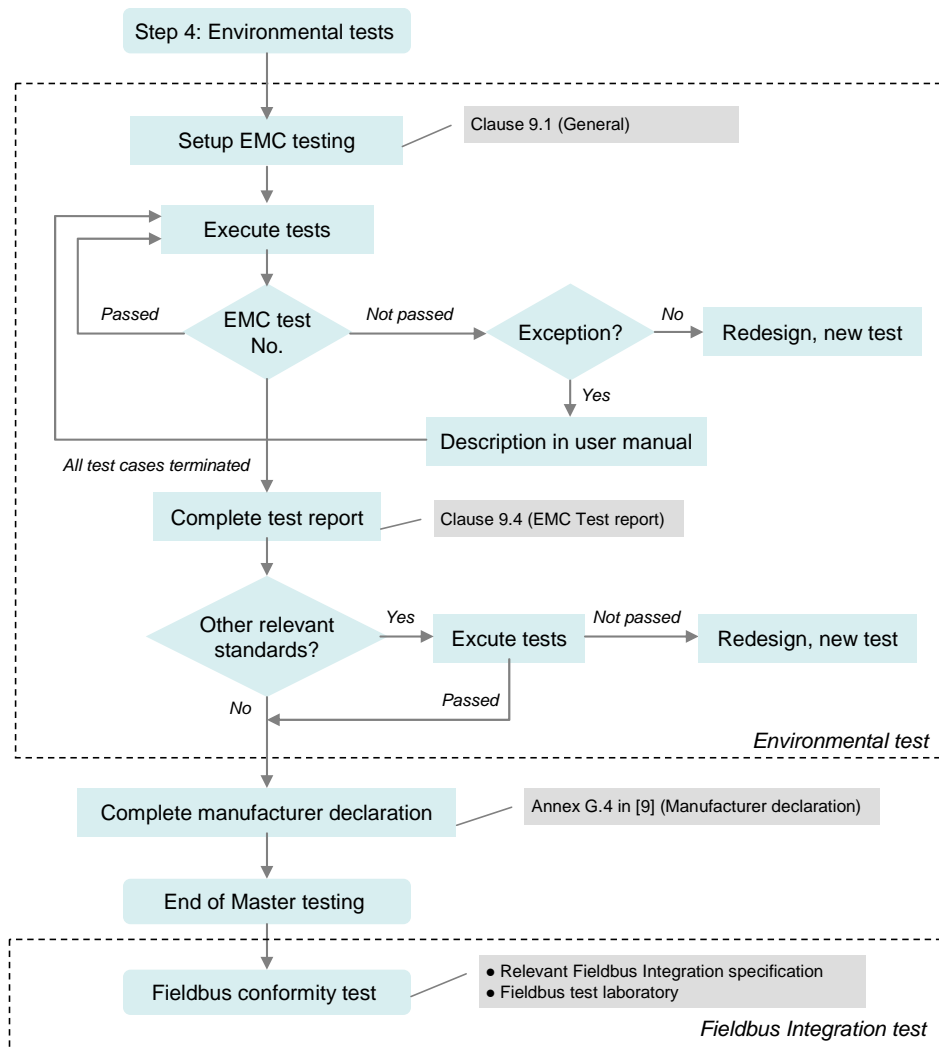 Step 4: Environmental tests
Clause 9.1 (General)
Setup EMC testing
Execute tests
Passed
EMC test
No.
Not passed
Exception?
No
Redesign, new test
Yes
Description in user manual
All test cases terminated
Complete test report
Clause 9.4 (EMC Test report)
Other relevant
standards?
Yes
Excute tests
Not passed
Redesign, new test
No
Passed
Environmental test
Complete manufacturer declaration
Annex G.4 in [9] (Manufacturer declaration)
End of Master testing
Fieldbus conformity test
● Relevant Fieldbus Integration specification
● Fieldbus test laboratory
Fieldbus Integration test